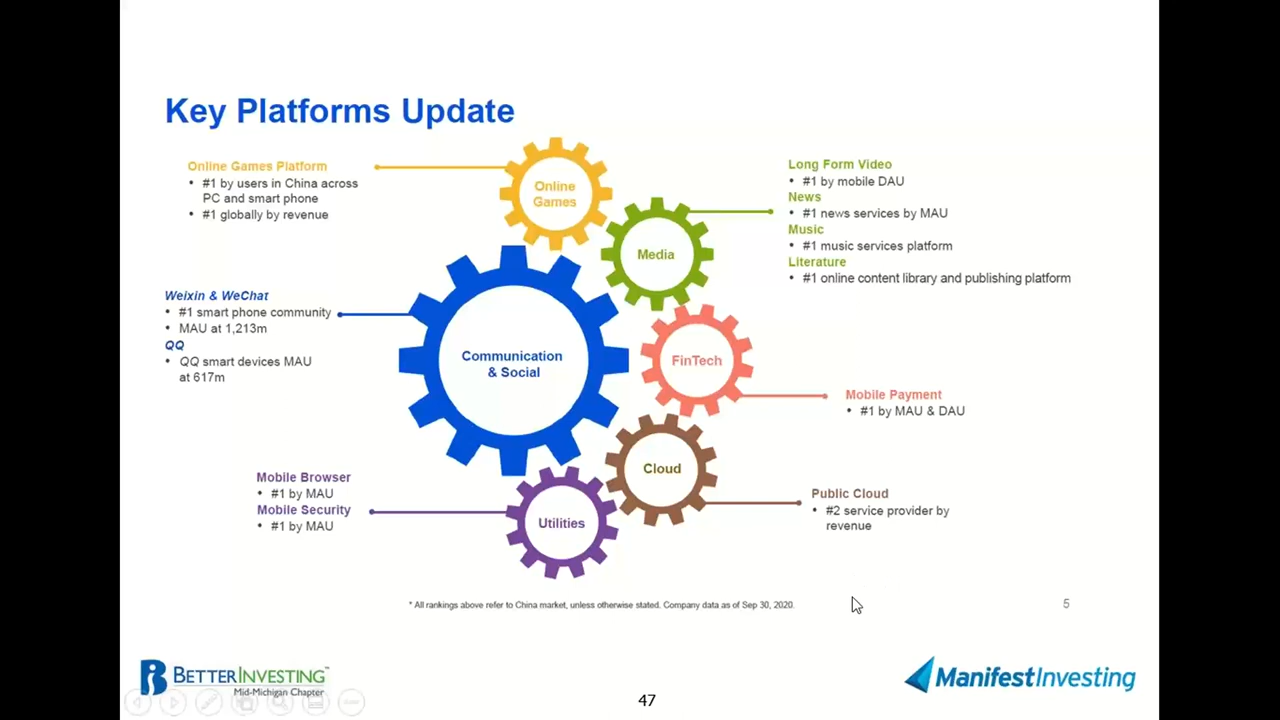 Key Platforms Update
Online Games Platform
• #1 by users in China across
PC and smart phone
• #1 globally by revenue
Online
Games
Long Form Video
• #1 by mobile DAU
News
• #1 news services by MAU
Music
• #1 music services platform
Literature
• #1 online content library and publishing platform
Media
Weixin & WeChat
• #1 smart phone community
• MAU at 1,213m
QQ
• QQ smart devices MAU
at 617m
Communication
& Social
FinTech
Mobile Payment
• #1 by MAU & DAU
Cloud
Mobile Browser
• #1 by MAU
Mobile Security
• #1 by MAU
Utilities
Public Cloud
• #2 service provider by
revenue
* All rankings above refer to China market, unless otherwise stated. Company data as of Sep 30, 2020.
5
BETTERINVESTING™
Mid-Michigan Chapter
47
ManifestInvesting